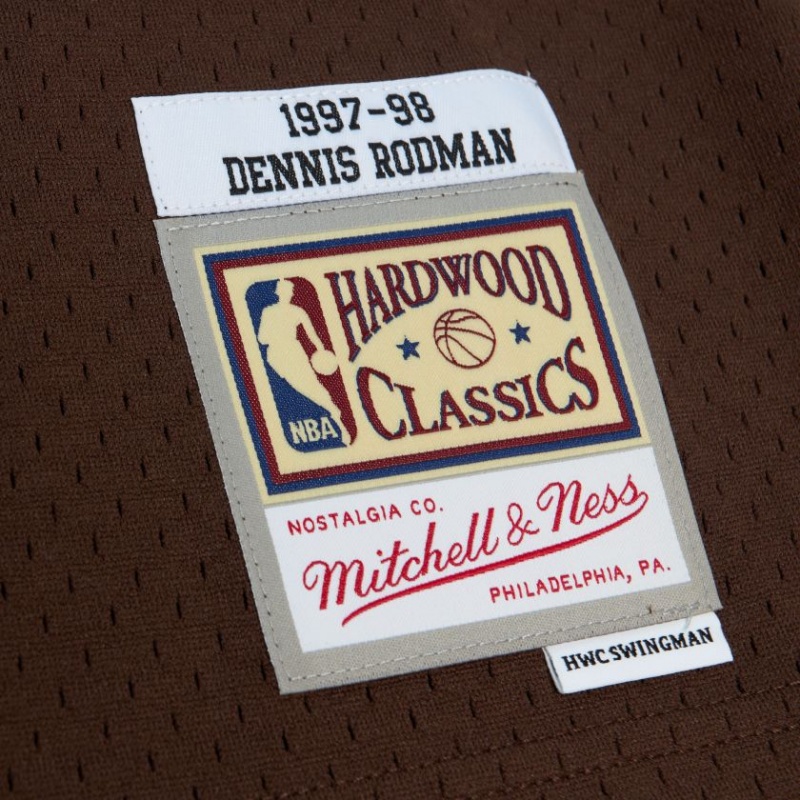 1997-98
DENNIS RODMAN
HARDWOOD
CLASSICS
NBA
NOSTALGIA CO.
Mitchell & Ness
PHILADELPHIA, PA.
HWC SWINGMAN